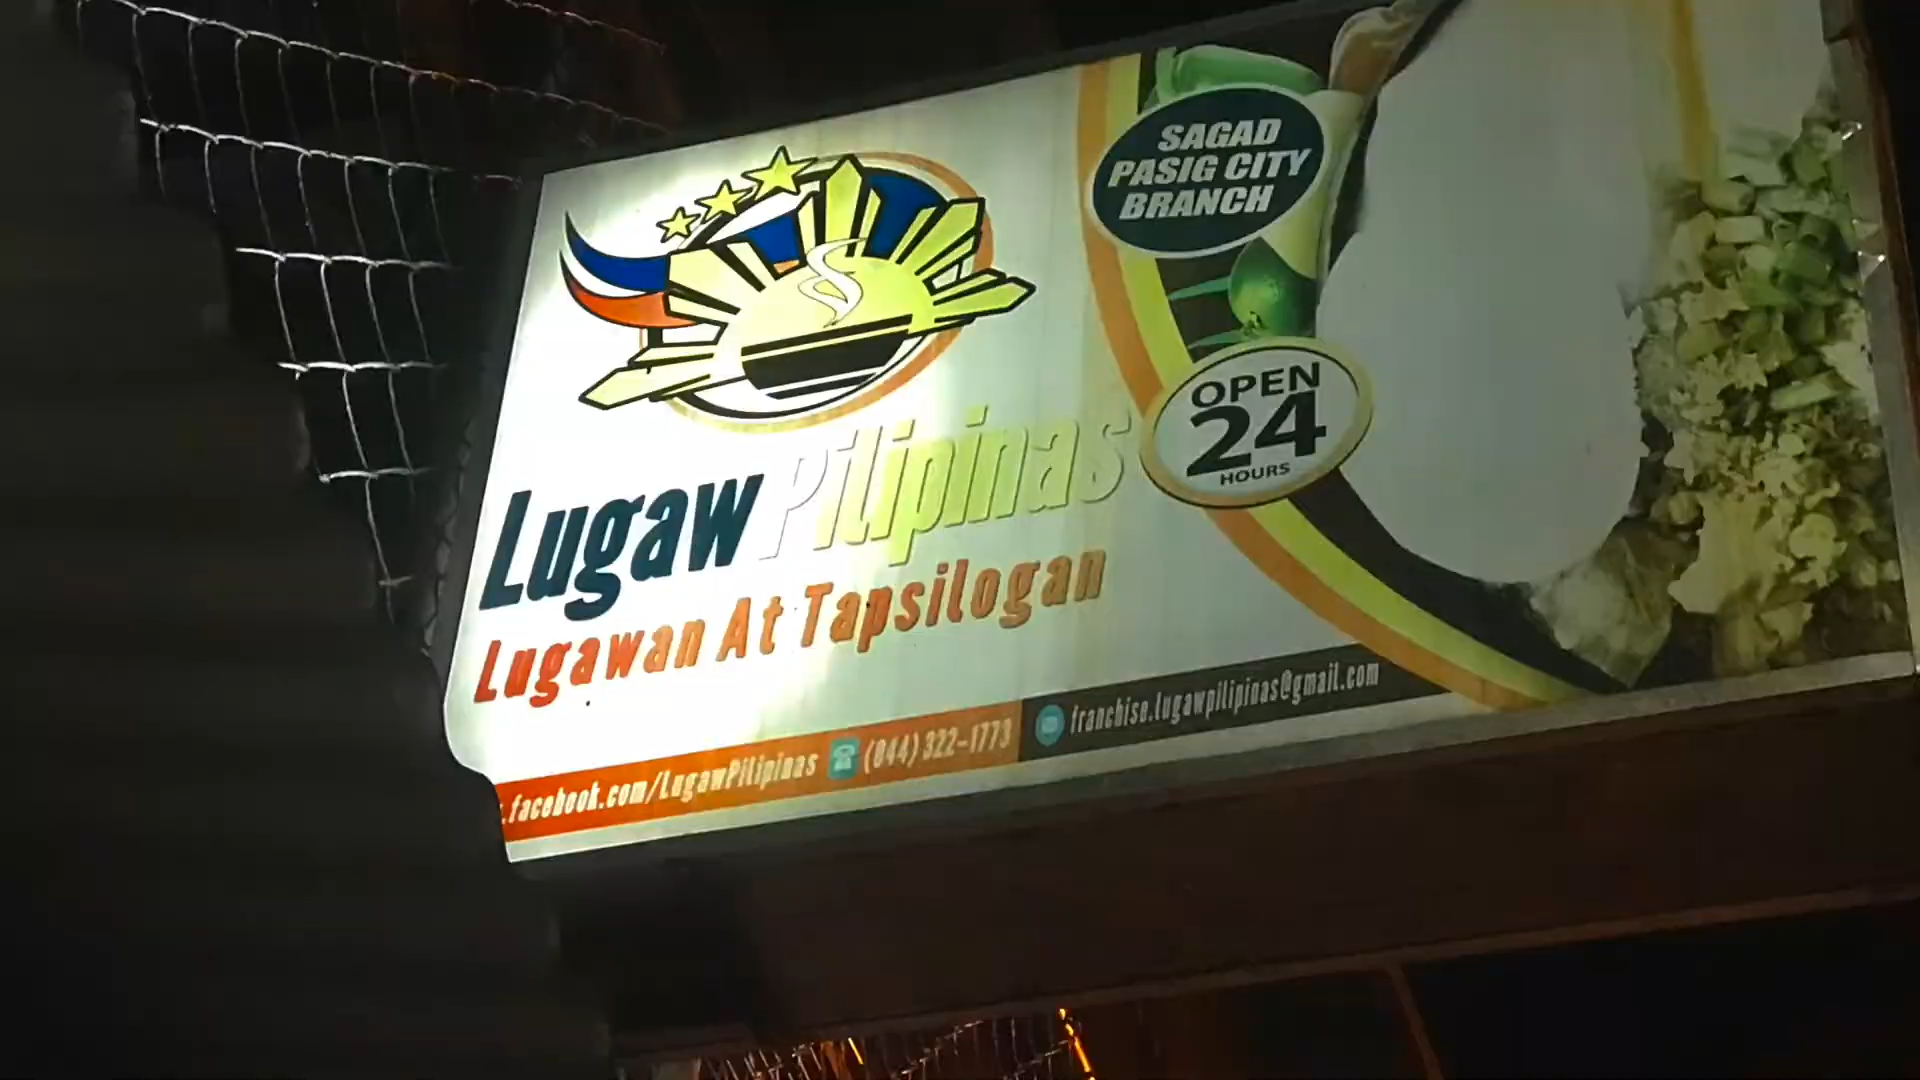 SAGAD
PASIG CITY
BRANCH
OPEN
24
HOURS
Lugaw Pilipinas
Lugawan At Tapsilogan
.facebook.com/LugawPilipinas (044) 322-1773 franchise.lugawpilipinas@gmail.com